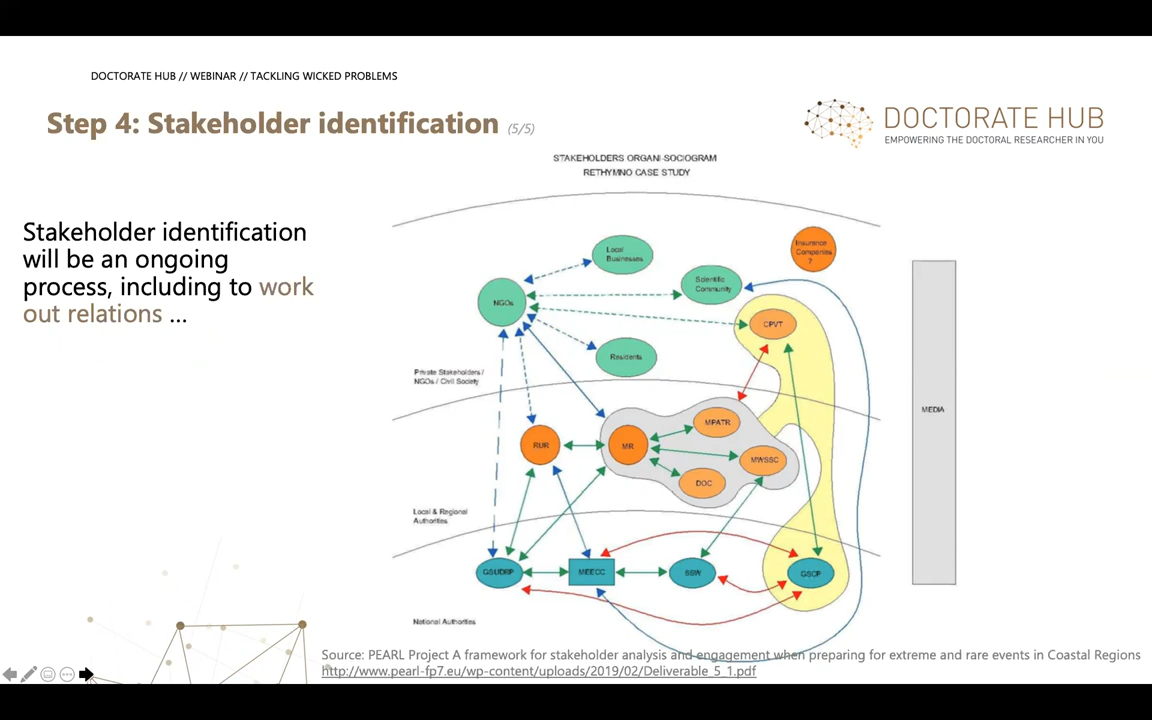 DOCTORATE HUB // WEBINAR // TACKLING WICKED PROBLEMS
Step 4: Stakeholder identification (5/5)
DOCTORATE HUB
EMPOWERING THE DOCTORAL RESEARCHER IN YOU
STAKEHOLDERS ORGANI-SOCIOGRAM
RETHYMNO CASE STUDY
Stakeholder identification
will be an ongoing
process, including to work
out relations ...
Local
Businesses
Insurance
Companies
?
Scientific
Community
NGOs
CPVT
Residents
Private Stakeholders /
NGOs / Civil Society
MEDIA
MPATR
RUR
MR
MWSSC
DOC
Local & Regional
Authorities
GSUDRP
MEECC
SSW
GSCP
National Authorities
Source: PEARL Project A framework for stakeholder analysis and engagement when preparing for extreme and rare events in Coastal Regions
http://www.pearl-fp7.eu/wp-content/uploads/2019/02/Deliverable_5_1.pdf